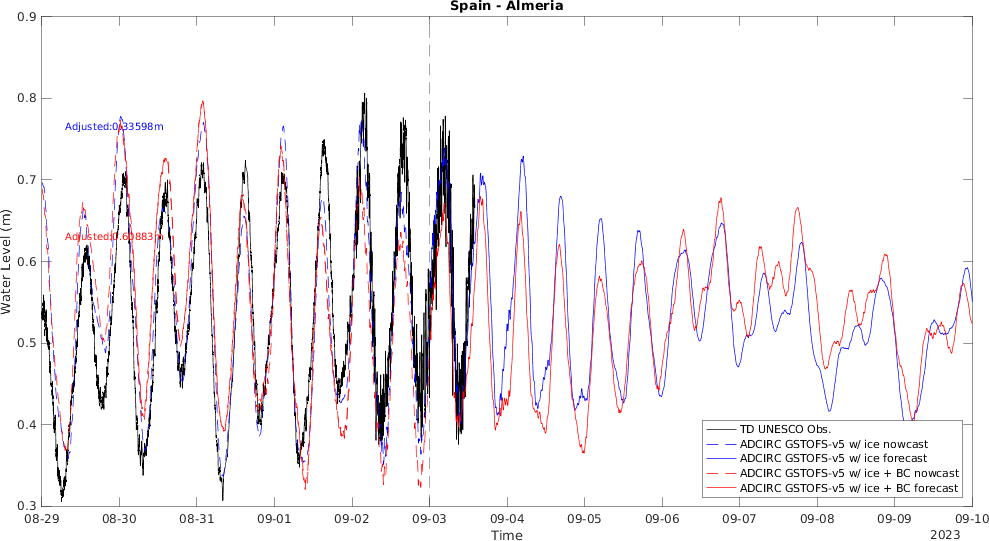 Spain - Almeria
0.9
0.8
0.7
0.6
0.5
0.4
0.3
Water Level (m)
Adjusted:0.33598m
Adjusted:0.60883m
TD UNESCO Obs.
ADCIRC GSTOFS-v5 w/ ice nowcast
ADCIRC GSTOFS-v5 w/ ice forecast
ADCIRC GSTOFS-v5 w/ ice + BC nowcast
ADCIRC GSTOFS-v5 w/ ice + BC forecast
08-29 08-30 08-31 09-01 09-02 09-03 09-04 09-05 09-06 09-07 09-08 09-09 09-10
Time
2023